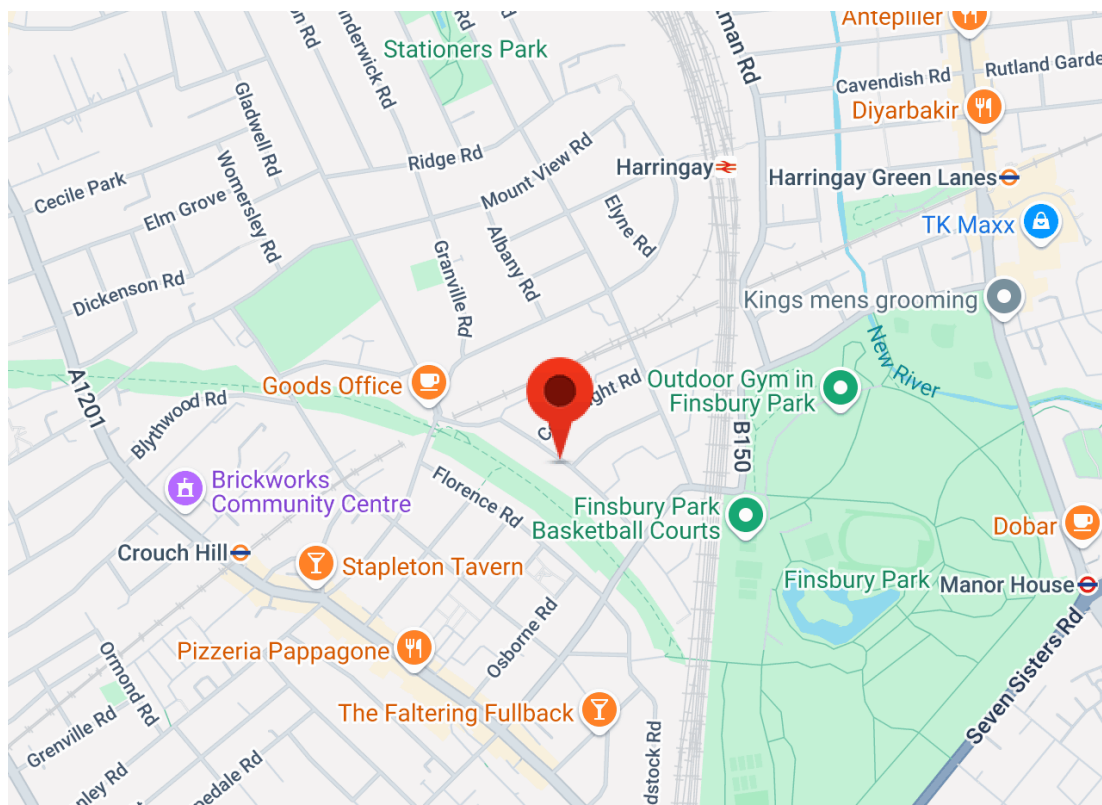 Antepliler
Stationers Park
Cavendish Rd
Rutland Garde
Diyarbakir
Gladwell Rd
Ridge Rd
Mount View Rd
Harringay
Harringay Green Lanes
Cecile Park
Womersley Rd
Elm Grove
Elyne Rd
TK Maxx
Albany Rd
Granville Rd
Dickenson Rd
Kings mens grooming
New River
Goods Office
A1201
Outdoor Gym in
Finsbury Park
Blythwood Rd
B150
Brickworks
Community Centre
Florence Rd
Finsbury Park
Basketball Courts
Dobar
Crouch Hill
Stapleton Tavern
Finsbury Park
Manor House
Osborne Rd
Pizzeria Pappagone
Ormond Rd
Seven Sisters Rd
The Faltering Fullback
Grenville Rd